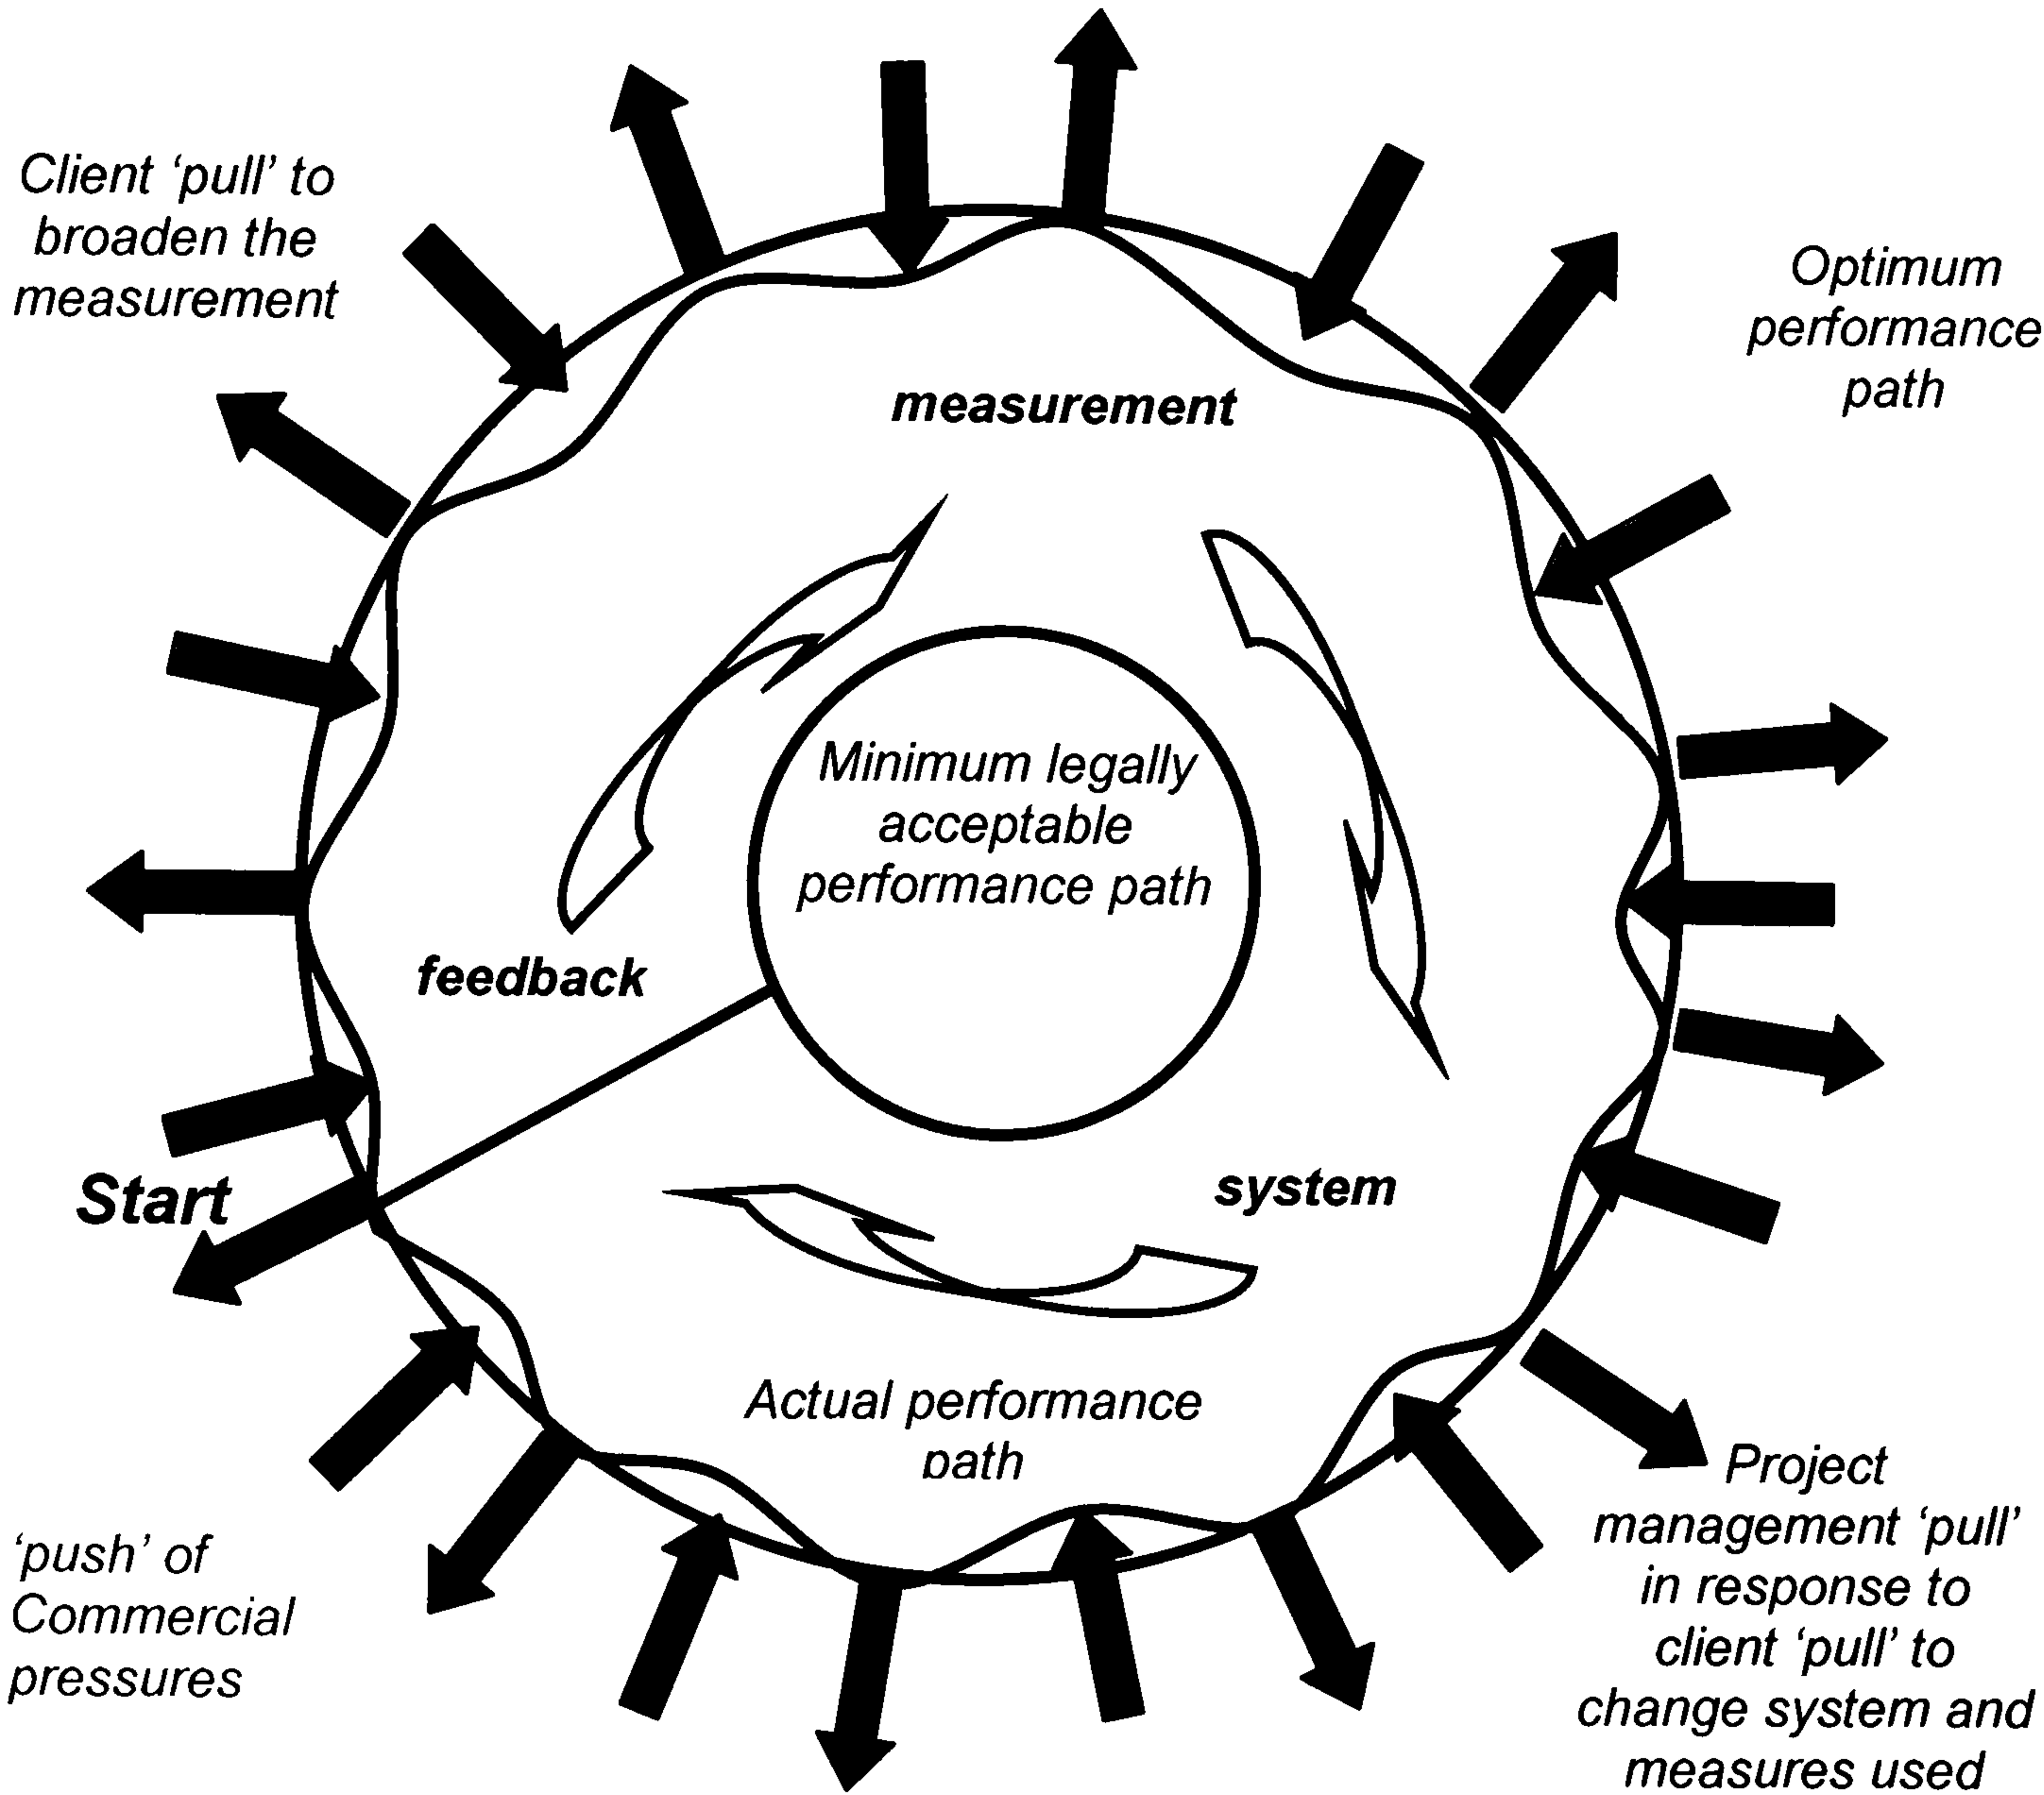 Client ‘pull’ to
broaden the
measurement
Optimum
performance
path
measurement
Minimum legally
acceptable
performance path
feedback
Start
system
Actual performance
path
‘push’ of
Commercial
pressures
Project
management ‘pull’
in response to
client ‘pull’ to
change system and
measures used